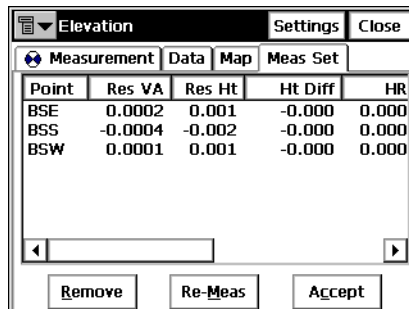 Elevation Settings Close
Measurement Data Map Meas Set
Point Res VA Res Ht Ht Diff HR
BSE 0.0002 0.001 -0.000 0.000
BSS -0.0004 -0.002 -0.000 0.000
BSW 0.0001 0.001 -0.000 0.000
Remove Re-Meas Accept